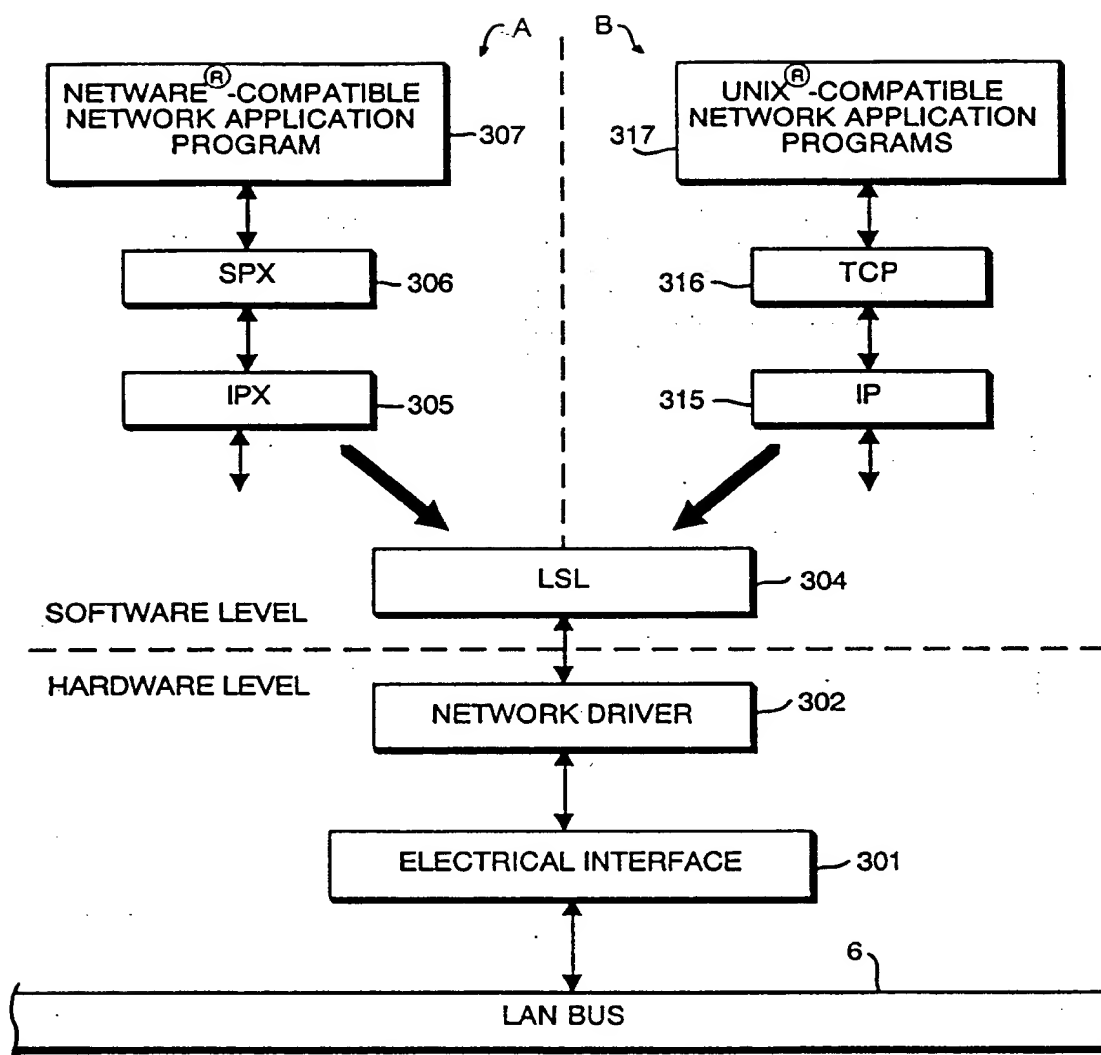 A
B
NETWARE®-COMPATIBLE
NETWORK APPLICATION
PROGRAM
307
UNIX®-COMPATIBLE
NETWORK APPLICATION
PROGRAMS
317
SPX
306
TCP
316
IPX
305
IP
315
LSL
304
SOFTWARE LEVEL
HARDWARE LEVEL
NETWORK DRIVER
302
ELECTRICAL INTERFACE
301
6
LAN BUS